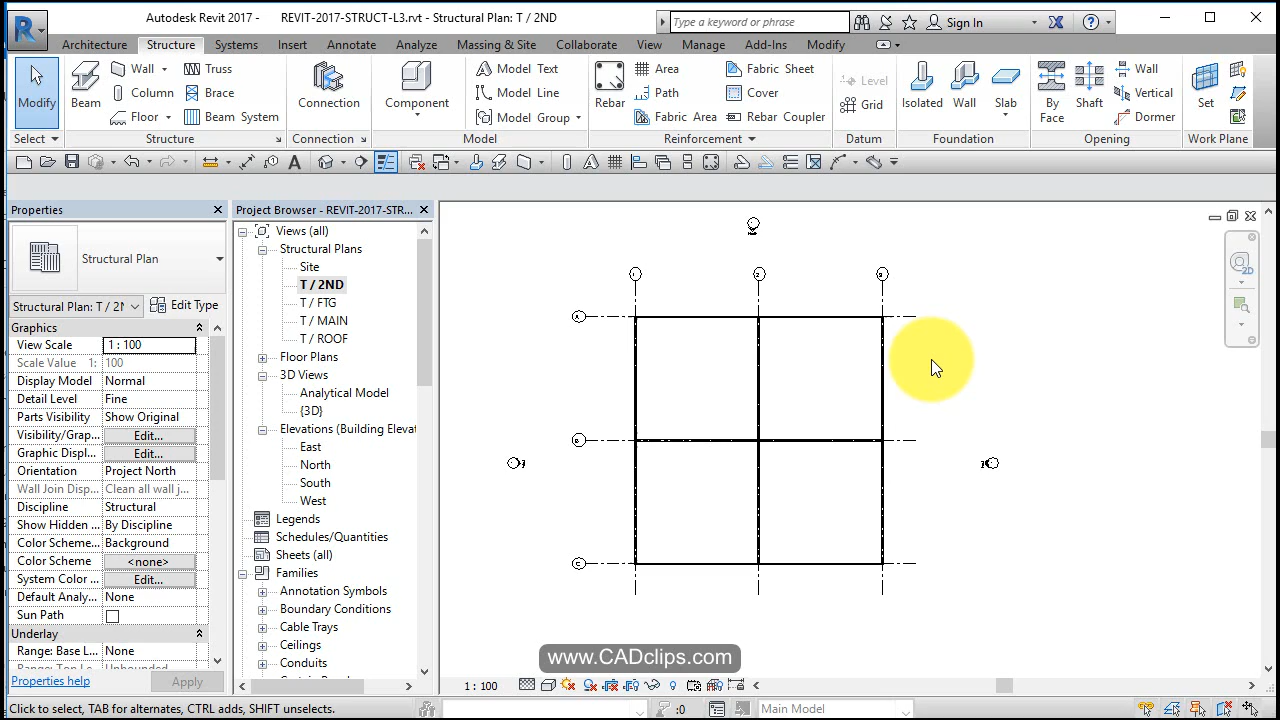 Autodesk Revit 2017 - REVIT-2017-STRUCT-L3.rvt - Structural Plan: T / 2ND
Type a keyword or phrase
Sign In
Architecture Structure Systems Insert Annotate Analyze Massing & Site Collaborate View Manage Add-Ins Modify
Modify
Select
Beam
Wall
Column
Floor
Truss
Brace
Beam System
Structure
Connection
Connection
Component
Model Text
Model Line
Model Group
Model
Rebar
Area
Path
Fabric Area
Fabric Sheet
Cover
Rebar Coupler
Reinforcement
Level
Grid
Datum
Isolated
Wall
Slab
Foundation
By
Face
Shaft
Wall
Vertical
Dormer
Opening
Set
Work Plane
Properties
Structural Plan
Structural Plan: T / 2N
Edit Type
Graphics
View Scale 1 : 100
Scale Value 1: 100
Display Model Normal
Detail Level Fine
Parts Visibility Show Original
Visibility/Grap... Edit...
Graphic Displ... Edit...
Orientation Project North
Wall Join Displ... Clean all wall j...
Discipline Structural
Show Hidden ... By Discipline
Color Scheme... Background
Color Scheme <none>
System Color ... Edit...
Default Analy... None
Sun Path
Underlay
Range: Base L... None
Properties help
Apply
Project Browser - REVIT-2017-STR...
Views (all)
Structural Plans
Site
T / 2ND
T / FTG
T / MAIN
T / ROOF
Floor Plans
3D Views
Analytical Model
{3D}
Elevations (Building Elevat
East
North
South
West
Legends
Schedules/Quantities
Sheets (all)
Families
Annotation Symbols
Boundary Conditions
Cable Trays
Ceilings
Conduits
2D
www.CADclips.com
1 : 100
Click to select, TAB for alternates, CTRL adds, SHIFT unselects.
:0
Main Model